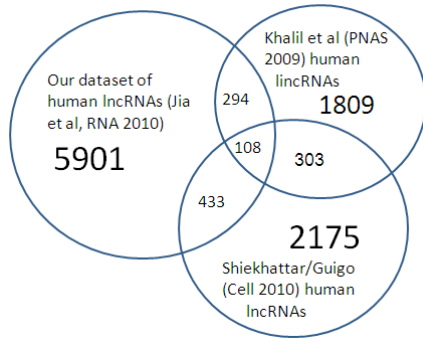 Our dataset of
human lncRNAs (Jia
et al, RNA 2010)
5901
Khalil et al (PNAS
2009) human
lincRNAs
1809
294
108
303
433
2175
Shiekhattar/Guigo
(Cell 2010) human
lncRNAs